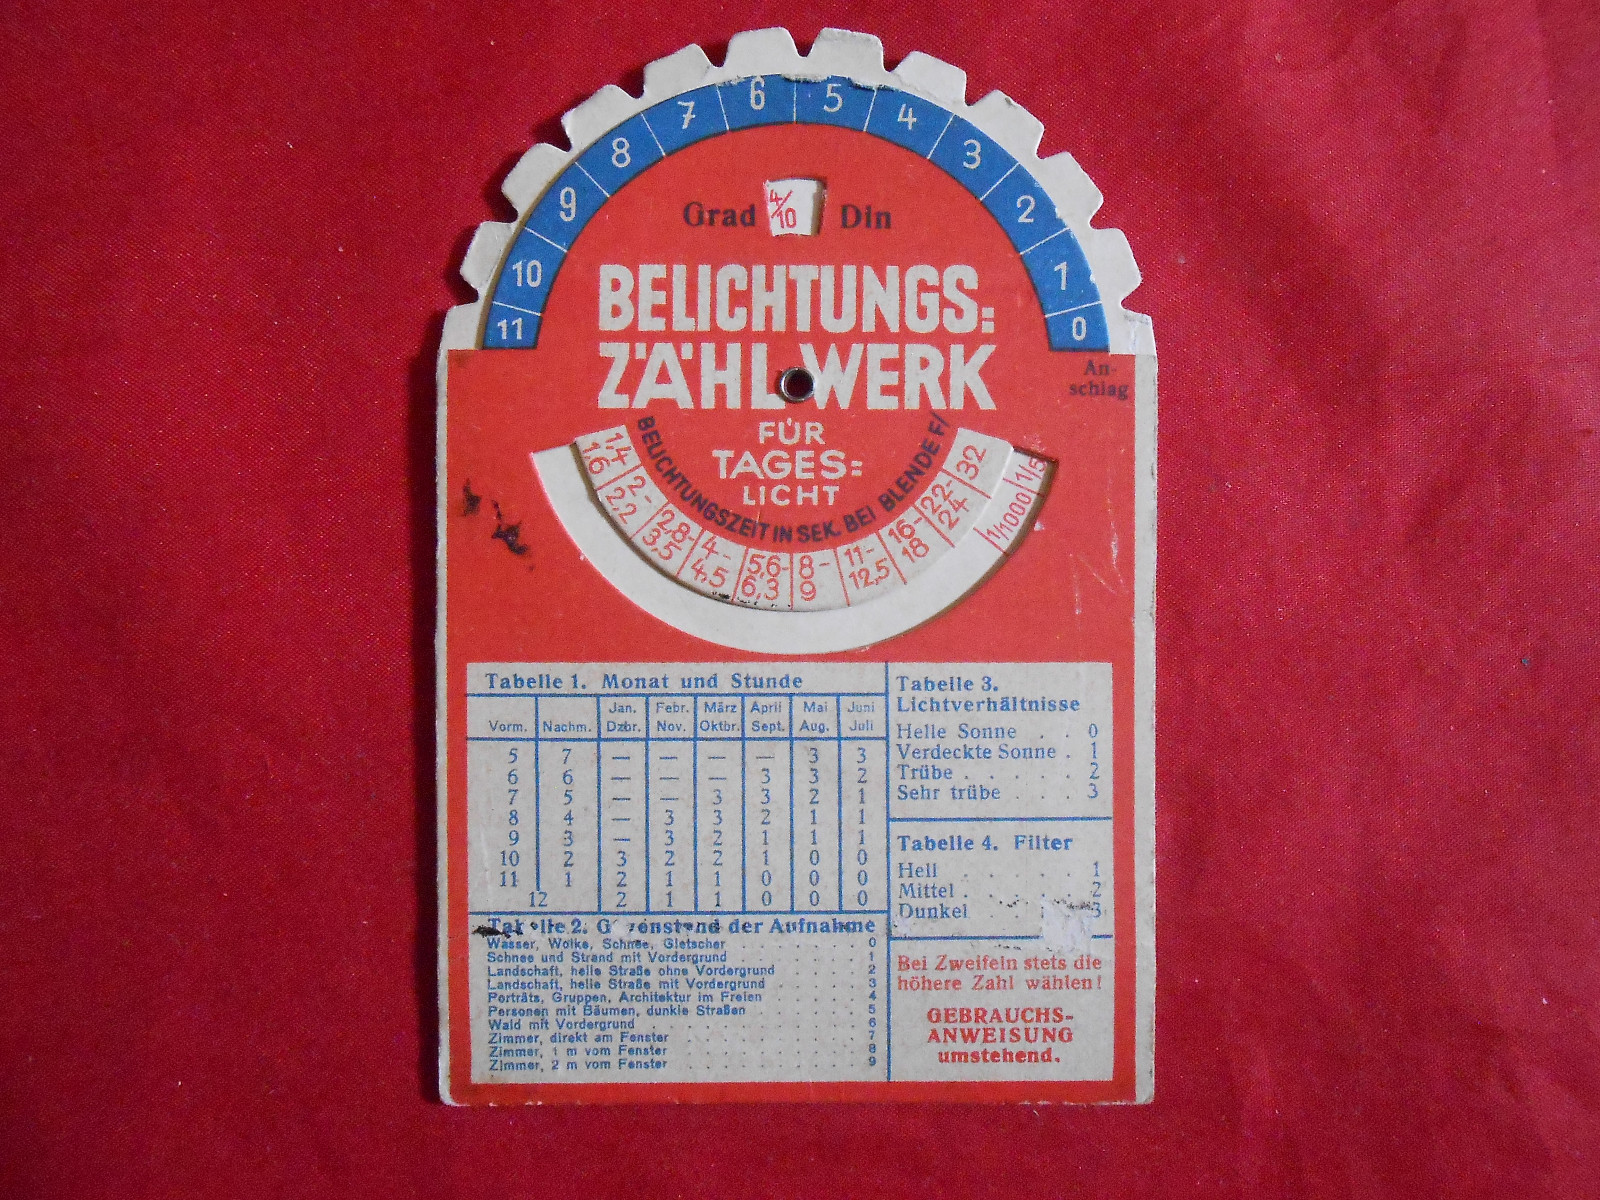 11 10 9 8 7 6 5 4 3 2 1 0
Grad 4/10 Din
BELICHTUNGS=
ZÄHLWERK
An-
schlag
FÜR
TAGES=
LICHT
BELICHTUNGSZEIT IN SEK. BEI BLENDE F/
1,4 2- 2,8- 4- 5,6- 8- 11- 16- 22- 32
1,6 2,2 3,5 4,5 6,3 9 12,5 18 24
1/1000 1/5
Tabelle 1. Monat und Stunde
Jan. Febr. März April Mai Juni
Vorm. Nachm. Dzbr. Nov. Oktbr. Sept. Aug. Juli
5 7 — — — — 3 3
6 6 — — — 3 3 2
7 5 — — 3 3 2 1
8 4 — 3 3 2 1 1
9 3 — 3 2 1 1 1
10 2 3 2 2 1 0 0
11 1 2 1 1 0 0 0
12 2 1 1 0 0 0
Tabelle 2. Gegenstand der Aufnahme
Wasser, Wolke, Schnee, Gletscher . . . . . . . . 0
Schnee und Strand mit Vordergrund . . . . . . . . 1
Landschaft, helle Straße ohne Vordergrund . . . . . 2
Landschaft, helle Straße mit Vordergrund . . . . . 3
Porträts, Gruppen, Architektur im Freien . . . . . 4
Personen mit Bäumen, dunkle Straßen . . . . . 5
Wald mit Vordergrund . . . . . . . . 6
Zimmer, direkt am Fenster . . . . . . . . 7
Zimmer, 1 m vom Fenster . . . . . . . . 8
Zimmer, 2 m vom Fenster . . . . . . . . 9
Tabelle 3.
Lichtverhältnisse
Helle Sonne . . 0
Verdeckte Sonne . 1
Trübe . . . . . 2
Sehr trübe . . . 3
Tabelle 4. Filter
Hell . . . . . . 1
Mittel . . . . . 2
Dunkel . . . 3
Bei Zweifeln stets die
höhere Zahl wählen!
GEBRAUCHS-
ANWEISUNG
umstehend.